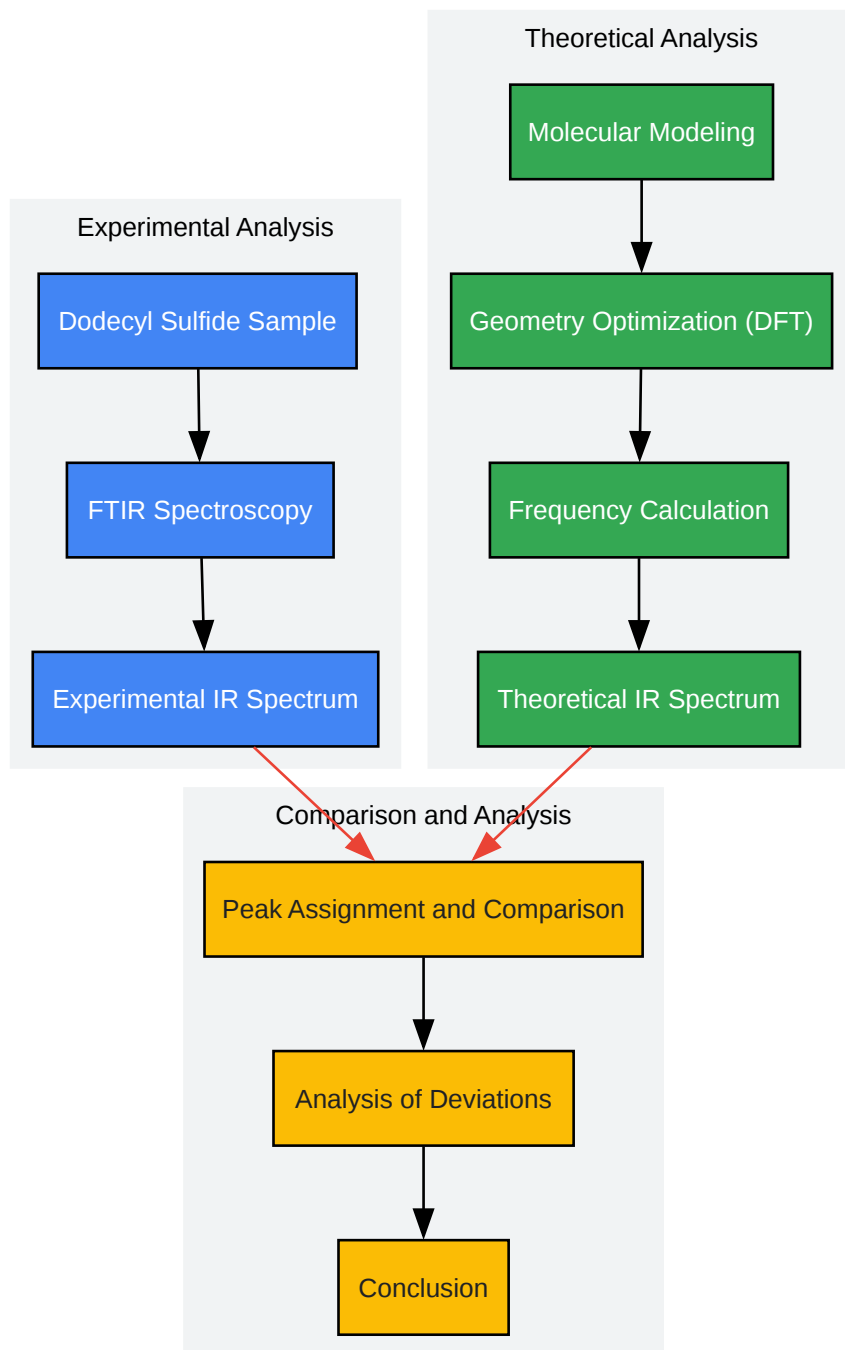 Theoretical Analysis
Molecular Modeling
Experimental Analysis
Dodecyl Sulfide Sample
Geometry Optimization (DFT)
FTIR Spectroscopy
Frequency Calculation
Experimental IR Spectrum
Theoretical IR Spectrum
Comparison and Analysis
Peak Assignment and Comparison
Analysis of Deviations
Conclusion